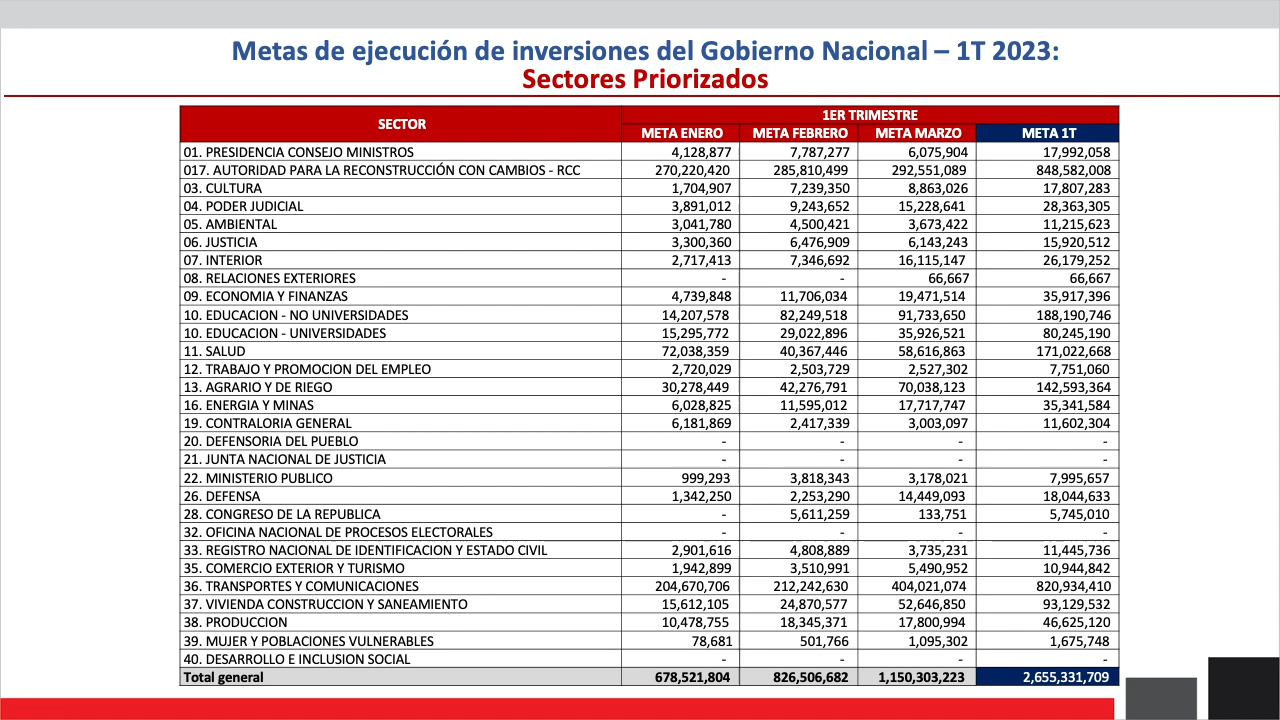 Metas de ejecución de inversiones del Gobierno Nacional – 1T 2023:
Sectores Priorizados
SECTOR 1ER TRIMESTRE
META ENERO META FEBRERO META MARZO META 1T
01. PRESIDENCIA CONSEJO MINISTROS 4,128,877 7,787,277 6,075,904 17,992,058
017. AUTORIDAD PARA LA RECONSTRUCCIÓN CON CAMBIOS - RCC 270,220,420 285,810,499 292,551,089 848,582,008
03. CULTURA 1,704,907 7,239,350 8,863,026 17,807,283
04. PODER JUDICIAL 3,891,012 9,243,652 15,228,641 28,363,305
05. AMBIENTAL 3,041,780 4,500,421 3,673,422 11,215,623
06. JUSTICIA 3,300,360 6,476,909 6,143,243 15,920,512
07. INTERIOR 2,717,413 7,346,692 16,115,147 26,179,252
08. RELACIONES EXTERIORES - - 66,667 66,667
09. ECONOMIA Y FINANZAS 4,739,848 11,706,034 19,471,514 35,917,396
10. EDUCACION - NO UNIVERSIDADES 14,207,578 82,249,518 91,733,650 188,190,746
10. EDUCACION - UNIVERSIDADES 15,295,772 29,022,896 35,926,521 80,245,190
11. SALUD 72,038,359 40,367,446 58,616,863 171,022,668
12. TRABAJO Y PROMOCION DEL EMPLEO 2,720,029 2,503,729 2,527,302 7,751,060
13. AGRARIO Y DE RIEGO 30,278,449 42,276,791 70,038,123 142,593,364
16. ENERGIA Y MINAS 6,028,825 11,595,012 17,717,747 35,341,584
19. CONTRALORIA GENERAL 6,181,869 2,417,339 3,003,097 11,602,304
20. DEFENSORIA DEL PUEBLO - - - -
21. JUNTA NACIONAL DE JUSTICIA - - - -
22. MINISTERIO PUBLICO 999,293 3,818,343 3,178,021 7,995,657
26. DEFENSA 1,342,250 2,253,290 14,449,093 18,044,633
28. CONGRESO DE LA REPUBLICA - 5,611,259 133,751 5,745,010
32. OFICINA NACIONAL DE PROCESOS ELECTORALES - - - -
33. REGISTRO NACIONAL DE IDENTIFICACION Y ESTADO CIVIL 2,901,616 4,808,889 3,735,231 11,445,736
35. COMERCIO EXTERIOR Y TURISMO 1,942,899 3,510,991 5,490,952 10,944,842
36. TRANSPORTES Y COMUNICACIONES 204,670,706 212,242,630 404,021,074 820,934,410
37. VIVIENDA CONSTRUCCION Y SANEAMIENTO 15,612,105 24,870,577 52,646,850 93,129,532
38. PRODUCCION 10,478,755 18,345,371 17,800,994 46,625,120
39. MUJER Y POBLACIONES VULNERABLES 78,681 501,766 1,095,302 1,675,748
40. DESARROLLO E INCLUSION SOCIAL - - - -
Total general 678,521,804 826,506,682 1,150,303,223 2,655,331,709